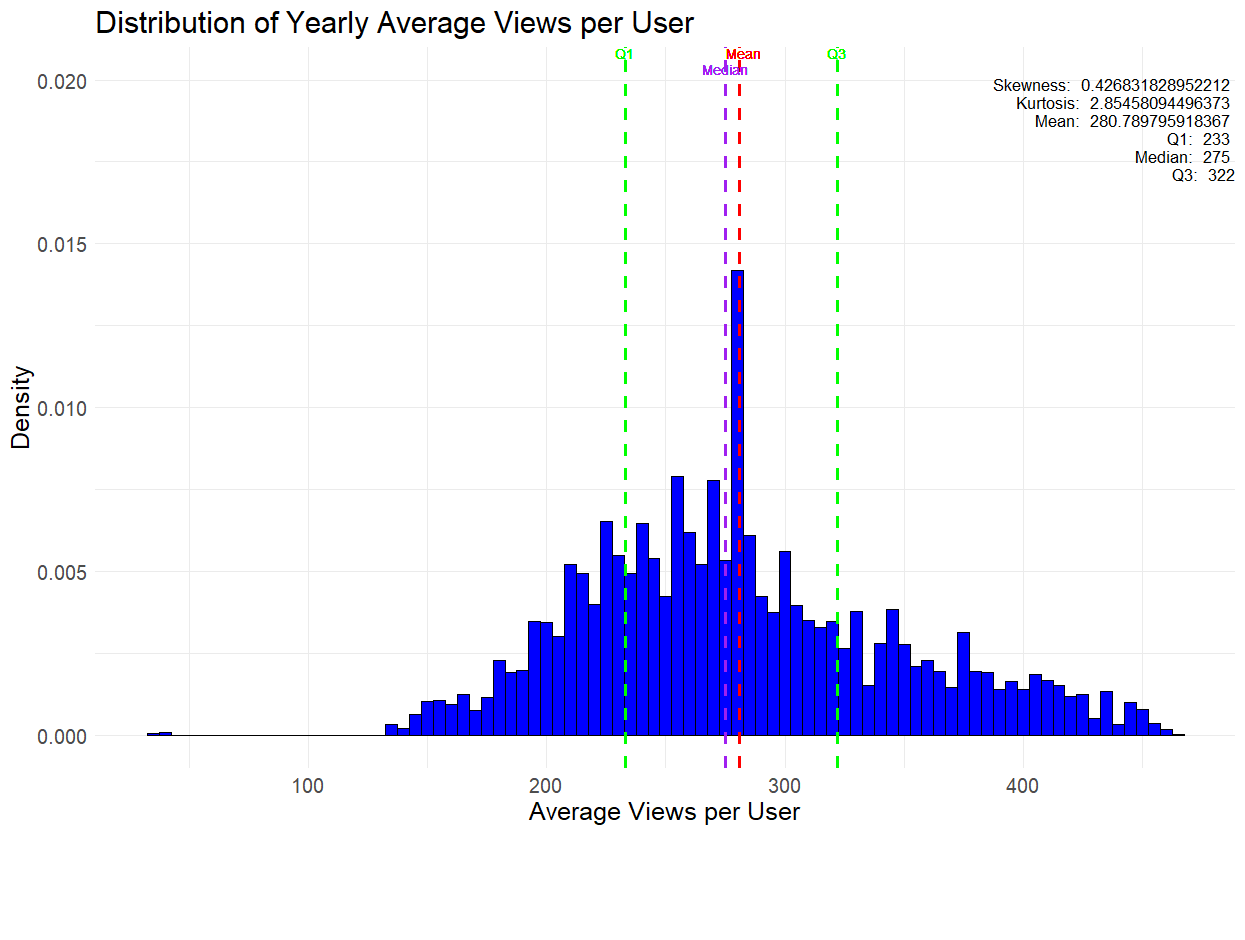 Distribution of Yearly Average Views per User
Q1
Mean
Q3
Median
Skewness: 0.426831828952212
Kurtosis: 2.85458094496373
Mean: 280.789795918367
Q1: 233
Median: 275
Q3: 322
0.020
0.015
0.010
0.005
0.000
Density
100 200 300 400
Average Views per User